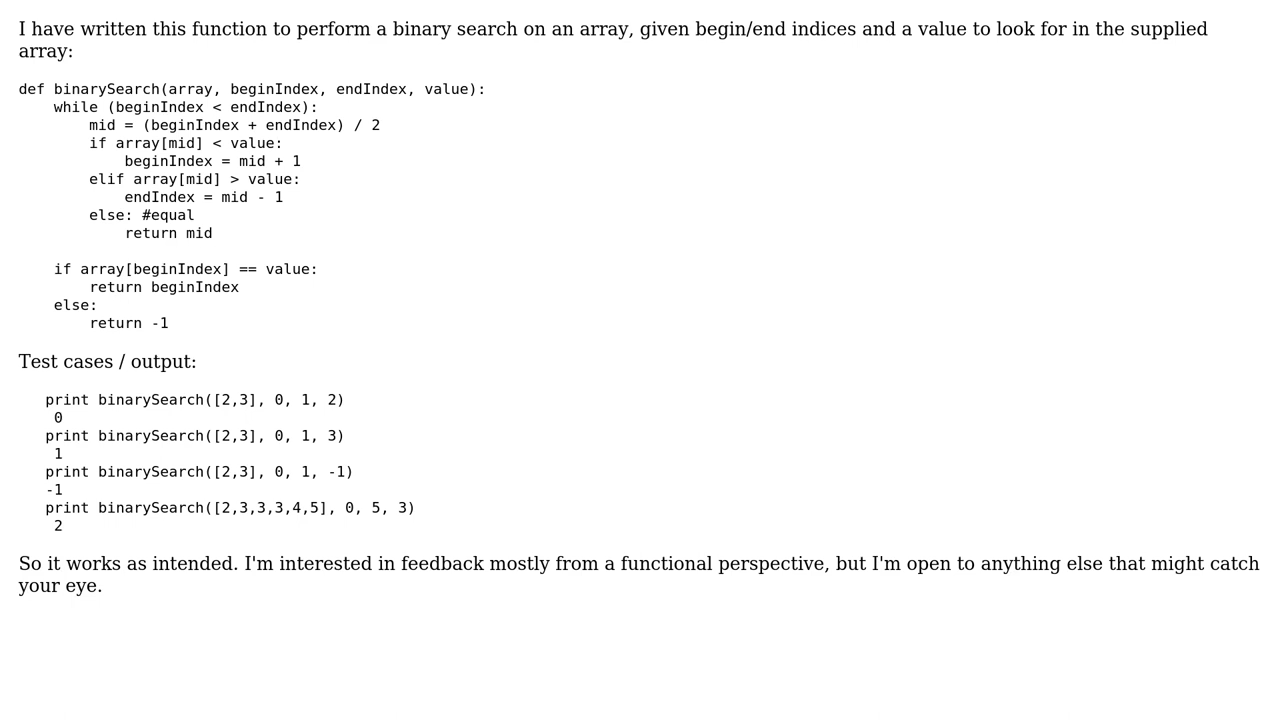 I have written this function to perform a binary search on an array, given begin/end indices and a value to look for in the supplied
array:
def binarySearch(array, beginIndex, endIndex, value):
    while (beginIndex < endIndex):
        mid = (beginIndex + endIndex) / 2
        if array[mid] < value:
            beginIndex = mid + 1
        elif array[mid] > value:
            endIndex = mid - 1
        else: #equal
            return mid

    if array[beginIndex] == value:
        return beginIndex
    else:
        return -1
Test cases / output:
   print binarySearch([2,3], 0, 1, 2)
    0
   print binarySearch([2,3], 0, 1, 3)
    1
   print binarySearch([2,3], 0, 1, -1)
   -1
   print binarySearch([2,3,3,3,4,5], 0, 5, 3)
    2
So it works as intended. I'm interested in feedback mostly from a functional perspective, but I'm open to anything else that might catch
your eye.